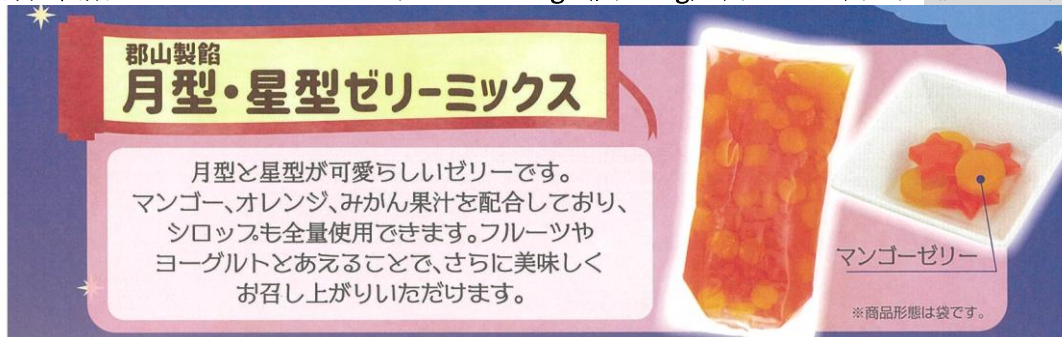 郡山製餡
月型・星型ゼリーミックス
月型と星型が可愛らしいゼリーです。
マンゴー、オレンジ、みかん果汁を配合しており、
シロップも全量使用できます。フルーツや
ヨーグルトとあえることで、さらに美味しく
お召し上がりいただけます。
マンゴーゼリー
※商品形態は袋です。